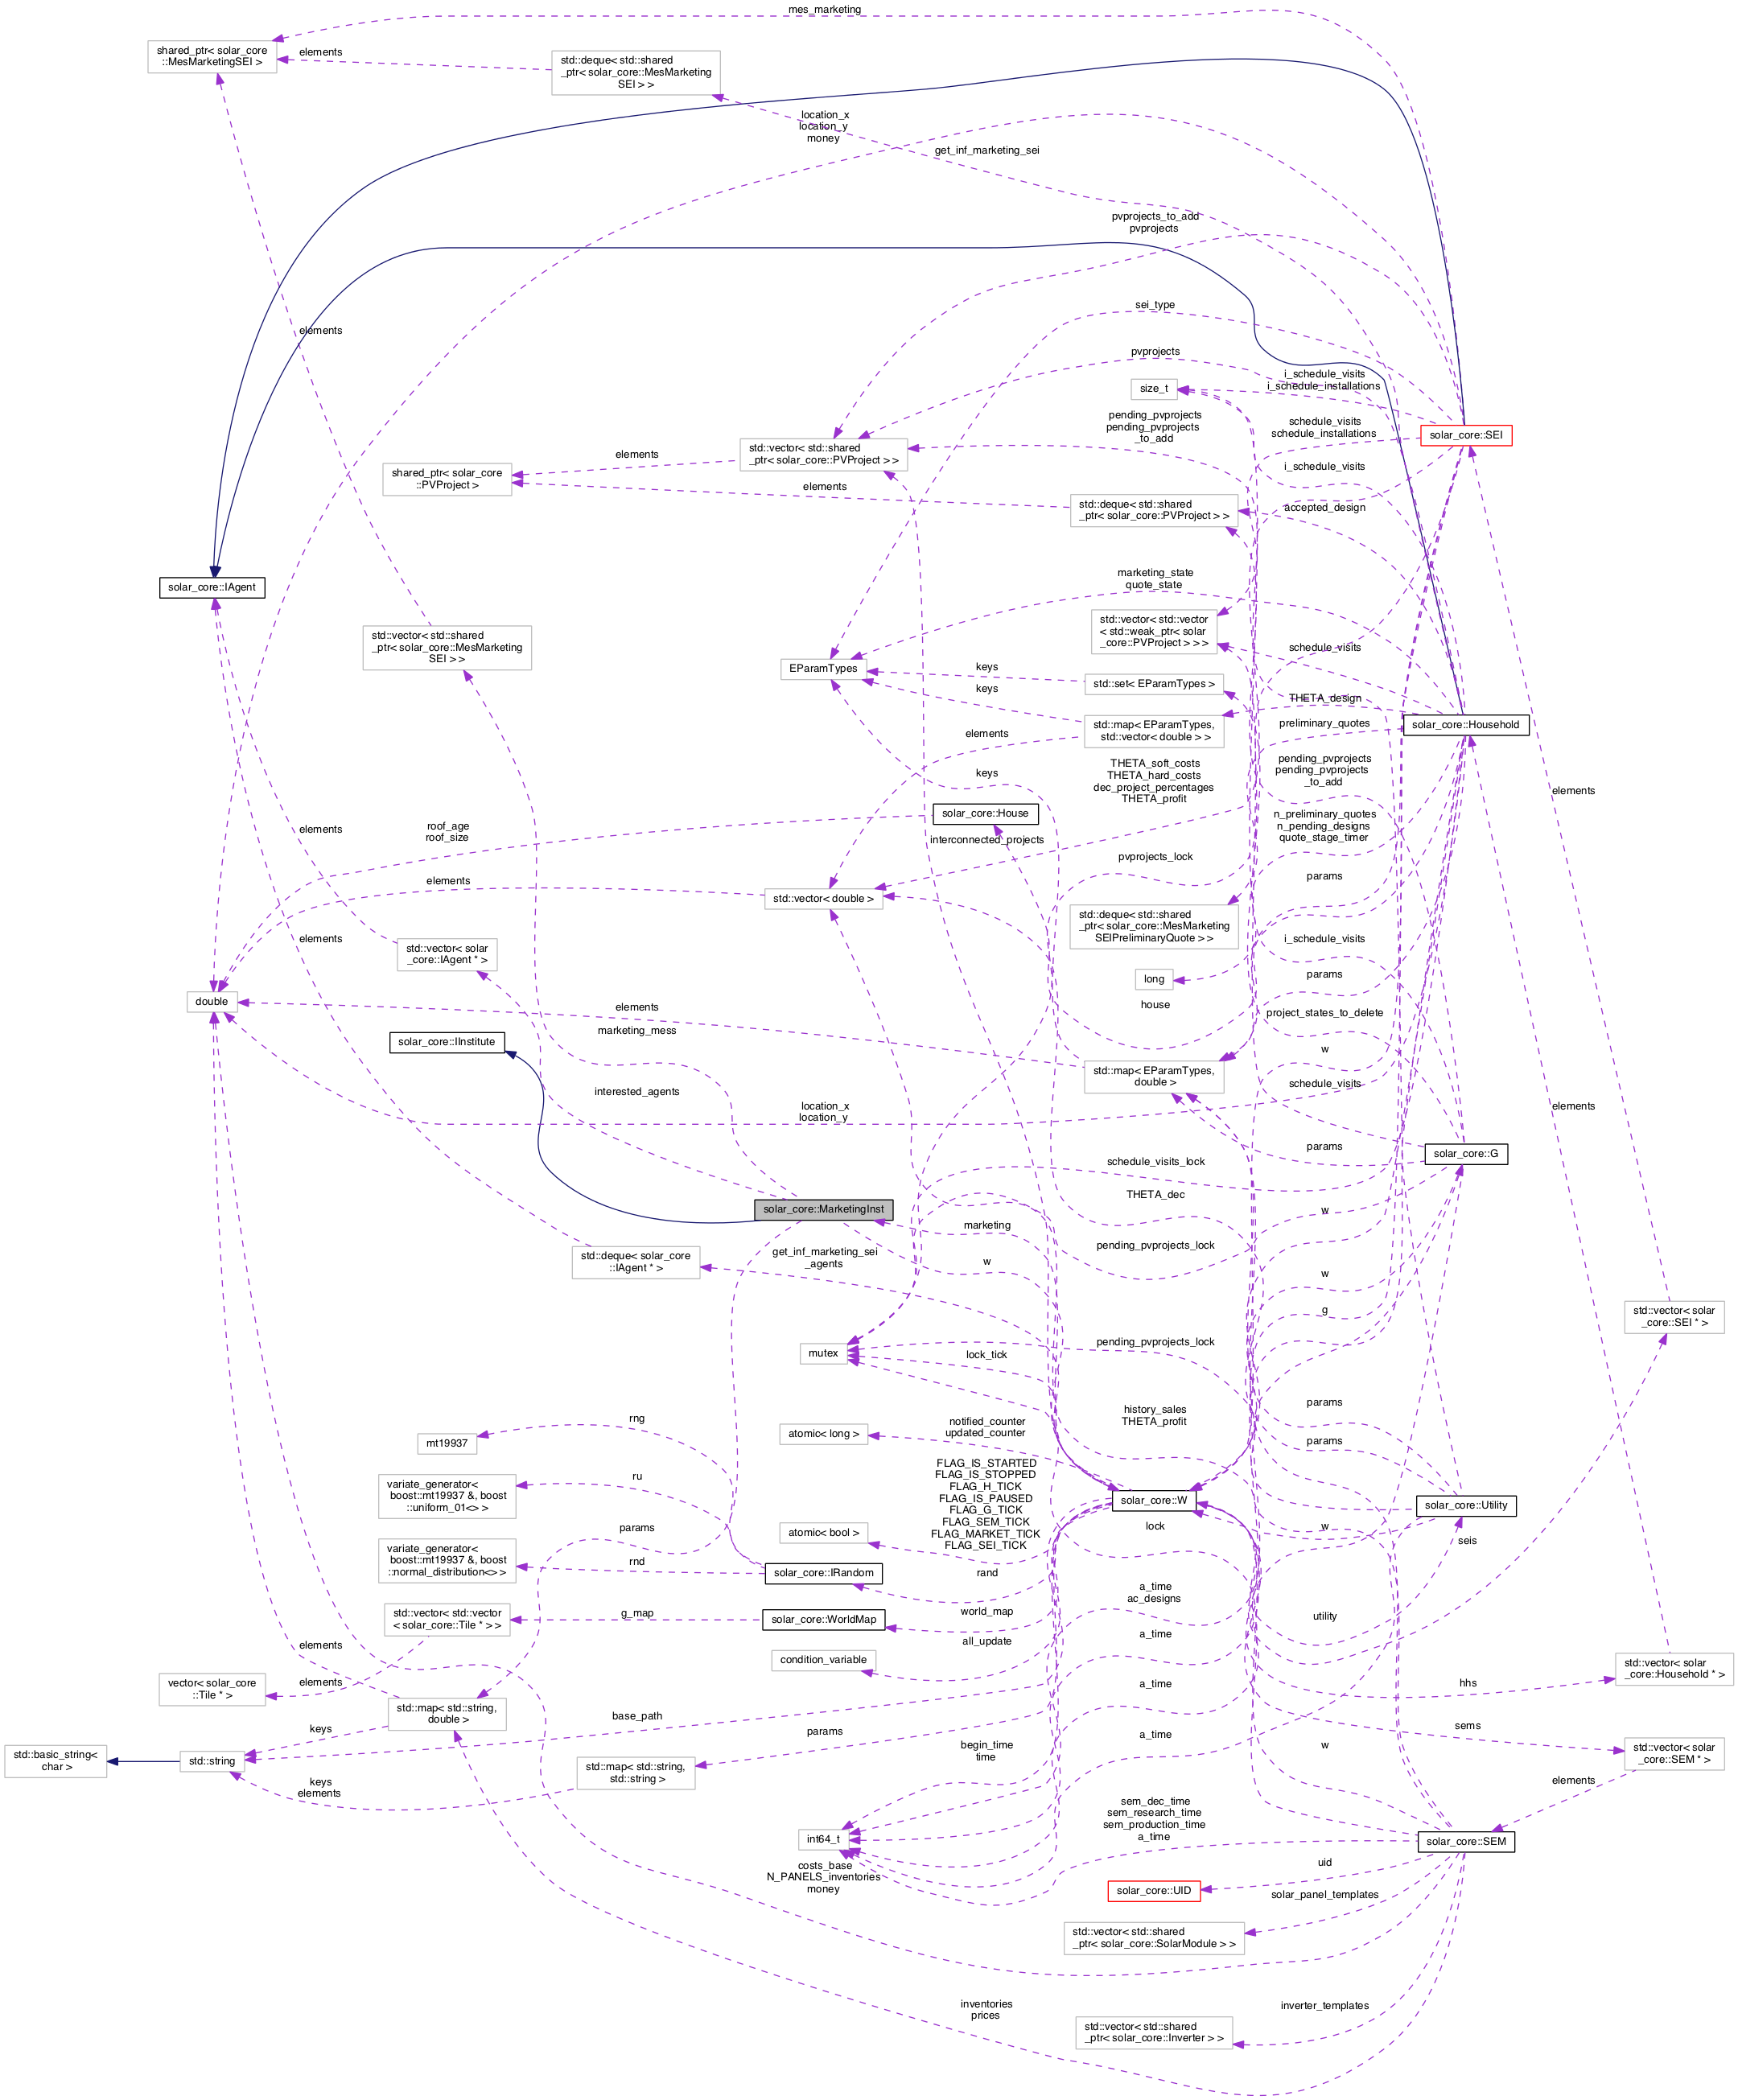 mes_marketing
shared_ptr< solar_core
::MesMarketingSEI >
elements
std::deque< std::shared
_ptr< solar_core::MesMarketing
SEI > >
location_x
location_y
money
get_inf_marketing_sei
pvprojects_to_add
pvprojects
sei_type
elements
pvprojects
size_t
i_schedule_visits
i_schedule_installations
pending_pvprojects
pending_pvprojects
_to_add
schedule_visits
schedule_installations
solar_core::SEI
std::vector< std::shared
_ptr< solar_core::PVProject > >
elements
shared_ptr< solar_core
::PVProject >
elements
i_schedule_visits
std::deque< std::shared
_ptr< solar_core::PVProject > >
accepted_design
solar_core::IAgent
marketing_state
quote_state
std::vector< std::vector
< std::weak_ptr< solar
_core::PVProject > > >
std::vector< std::shared
_ptr< solar_core::MesMarketing
SEI > >
schedule_visits
EParamTypes
keys
std::set< EParamTypes >
keys
THETA_design
std::map< EParamTypes,
std::vector< double > >
elements
preliminary_quotes
solar_core::Household
keys
THETA_soft_costs
THETA_hard_costs
dec_project_percentages
THETA_profit
pending_pvprojects
pending_pvprojects
_to_add
elements
solar_core::House
roof_age
roof_size
elements
interconnected_projects
n_preliminary_quotes
n_pending_designs
quote_stage_timer
pvprojects_lock
params
elements
std::vector< double >
std::deque< std::shared
_ptr< solar_core::MesMarketing
SEIPreliminaryQuote > >
elements
std::vector< solar
_core::IAgent * >
i_schedule_visits
long
params
double
elements
house
project_states_to_delete
solar_core::IInstitute
marketing_mess
w
std::map< EParamTypes,
double >
interested_agents
schedule_visits
location_x
location_y
elements
params
solar_core::G
schedule_visits_lock
THETA_dec
solar_core::MarketingInst
w
marketing
pending_pvprojects_lock
std::deque< solar_core
::IAgent * >
get_inf_marketing_sei
_agents
w
w
g
std::vector< solar
_core::SEI * >
mutex
lock_tick
pending_pvprojects_lock
history_sales
THETA_profit
params
rng
mt19937
atomic< long >
notified_counter
updated_counter
params
ru
variate_generator<
boost::mt19937 &, boost
::uniform_01<> >
FLAG_IS_STARTED
FLAG_IS_STOPPED
FLAG_H_TICK
FLAG_IS_PAUSED
FLAG_G_TICK
FLAG_SEM_TICK
FLAG_MARKET_TICK
FLAG_SEI_TICK
solar_core::W
solar_core::Utility
params
atomic< bool >
lock
w
seis
rnd
variate_generator<
boost::mt19937 &, boost
::normal_distribution<> >
solar_core::IRandom
rand
a_time
ac_designs
std::vector< std::vector
< solar_core::Tile * > >
g_map
solar_core::WorldMap
world_map
utility
elements
all_update
a_time
condition_variable
vector< solar_core
::Tile * >
elements
std::vector< solar
_core::Household * >
hhs
a_time
std::map< std::string,
double >
base_path
keys
params
a_time
sems
std::basic_string<
char >
std::string
std::map< std::string,
std::string >
begin_time
time
w
std::vector< solar
_core::SEM * >
keys
elements
elements
sem_dec_time
sem_research_time
sem_production_time
a_time
int64_t
solar_core::SEM
costs_base
N_PANELS_inventories
money
uid
solar_core::UID
solar_panel_templates
std::vector< std::shared
_ptr< solar_core::SolarModule > >
inventories
prices
inverter_templates
std::vector< std::shared
_ptr< solar_core::Inverter > >